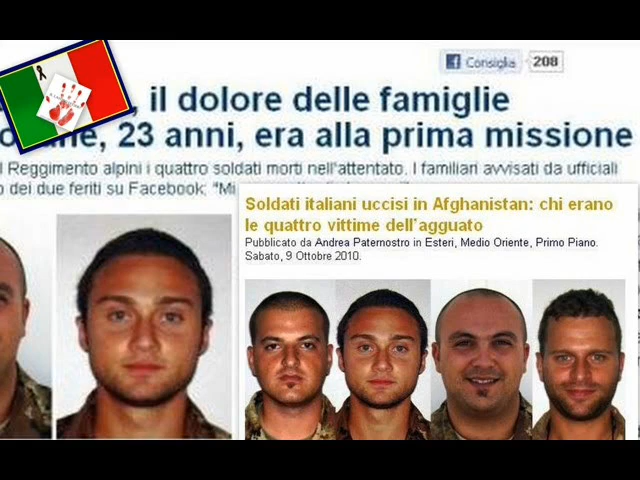 Consiglia 208
, il dolore delle famiglie
, 23 anni, era alla prima missione
Reggimento alpini i quattro soldati morti nell'attentato. I familiari avvisati da ufficiali
o dei due feriti su Facebook: "Mi
Soldati italiani uccisi in Afghanistan: chi erano
le quattro vittime dell'agguato
Pubblicato da Andrea Paternostro in Esteri, Medio Oriente, Primo Piano.
Sabato, 9 Ottobre 2010.